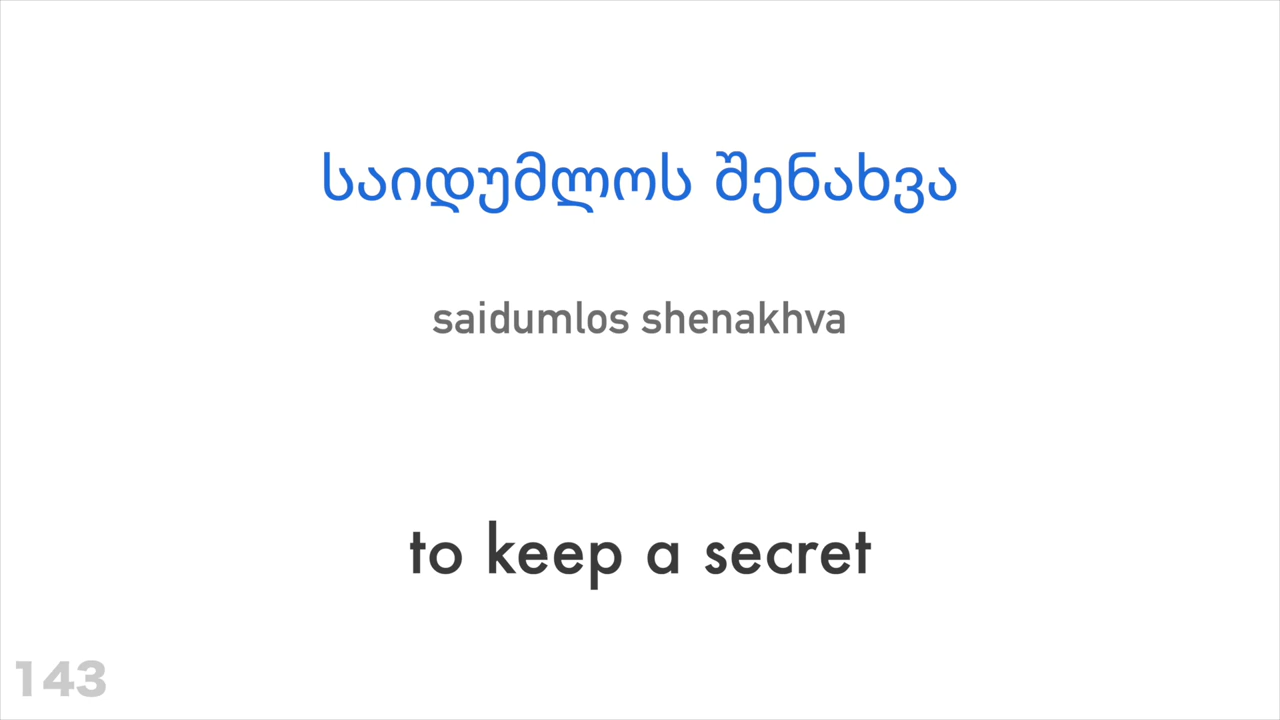 საიდუმლოს შენახვა
saidumlos shenakhva
to keep a secret
143